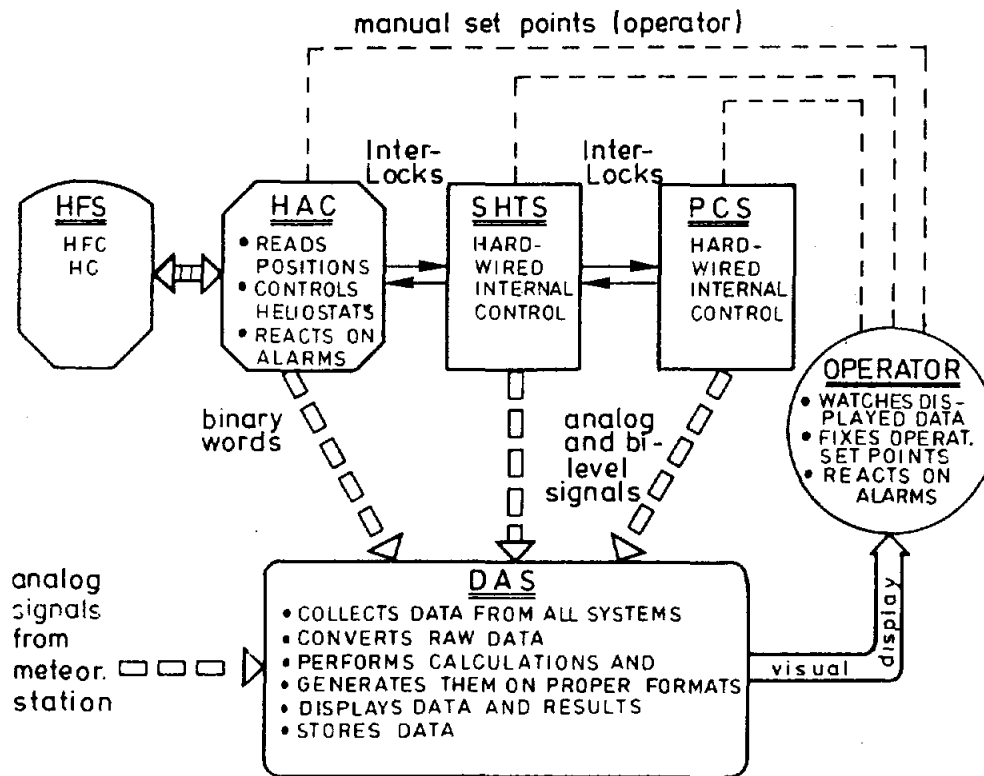 manual set points (operator)
Inter-
Locks
Inter-
Locks
HFS
HFC
HC
HAC
• READS
POSITIONS
• CONTROLS
HELIOSTATS
• REACTS ON
ALARMS
SHTS
HARD-
WIRED
INTERNAL
CONTROL
PCS
HARD-
WIRED
INTERNAL
CONTROL
OPERATOR
• WATCHES DIS-
PLAYED DATA
• FIXES OPERAT.
SET POINTS
• REACTS ON
ALARMS
binary
words
analog
and bi-
level
signals
analog
signals
from
meteor.
station
DAS
• COLLECTS DATA FROM ALL SYSTEMS
• CONVERTS RAW DATA
• PERFORMS CALCULATIONS AND
• GENERATES THEM ON PROPER FORMATS
• DISPLAYS DATA AND RESULTS
• STORES DATA
visual
display